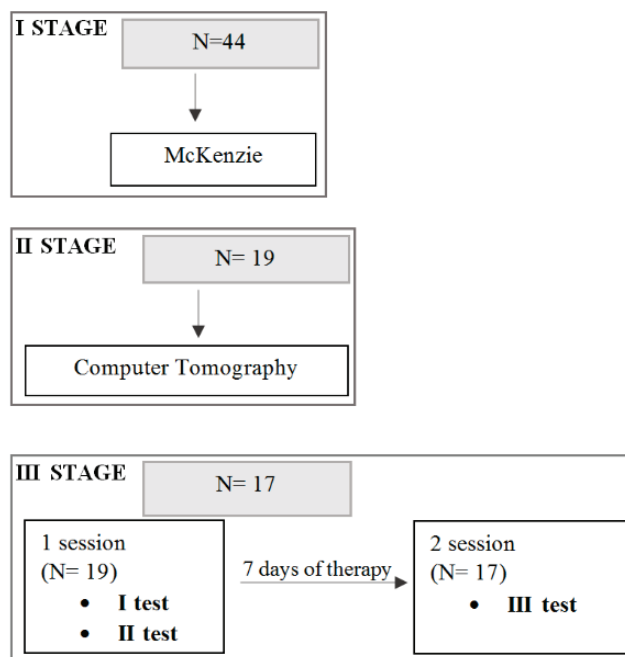 I STAGE
N=44
McKenzie
II STAGE
N= 19
Computer Tomography
III STAGE
N= 17
1 session
(N= 19)
• I test
• II test
7 days of therapy
2 session
(N= 17)
• III test